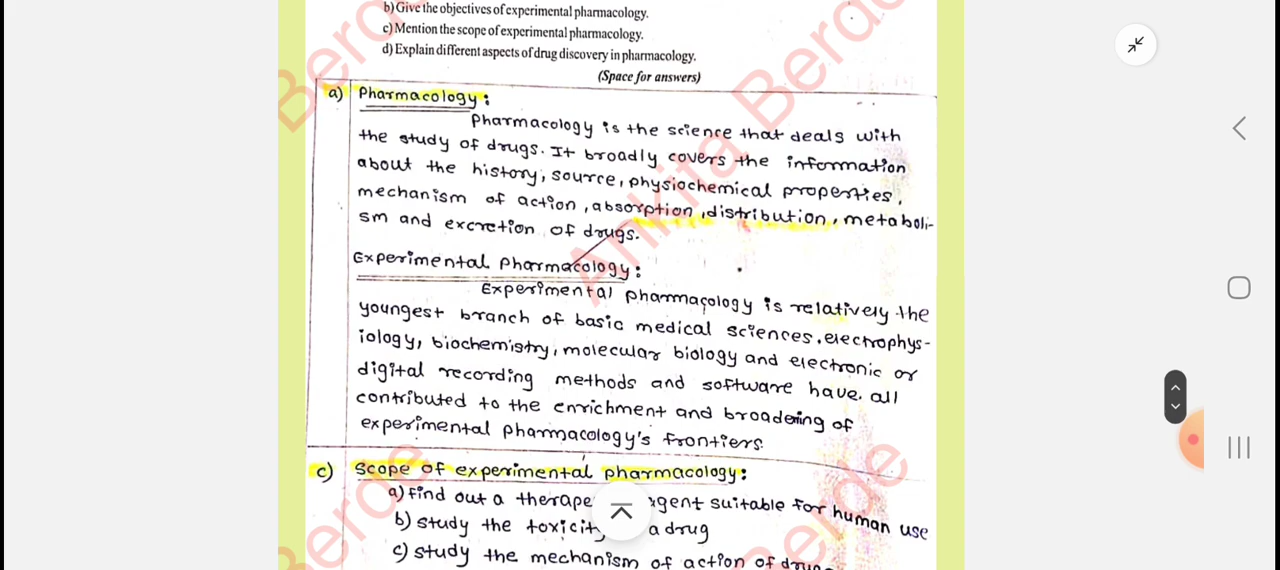 b) Give the objectives of experimental pharmacology.
c) Mention the scope of experimental pharmacology.
d) Explain different aspects of drug discovery in pharmacology.
(Space for answers)
a) Pharmacology:
Pharmacology is the science that deals with
the study of drugs. It broadly covers the information
about the history, source, physiochemical properties,
mechanism of action, absorption, distribution, metaboli-
sm and excretion of drugs.
Experimental Pharmacology:
Experimental pharmacology is relatively the
youngest branch of basic medical sciences. electrophys-
iology, biochemistry, molecular biology and electronic or
digital recording methods and software have all
contributed to the enrichment and broadering of
experimental pharmacology's frontiers.
c) Scope of experimental pharmacology:
a) find out a agent suitable for human use
b) study the a drug
c) study the mechanism of action of
Ankita Berde
Berde
Berde
Berde